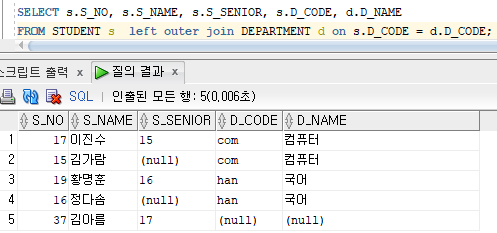 SELECT s.S_NO, s.S_NAME, s.S_SENIOR, s.D_CODE, d.D_NAME
FROM STUDENT s  left outer join DEPARTMENT d on s.D_CODE = d.D_CODE;
스크립트 출력 x 질의 결과 x
SQL | 인출된 모든 행: 5(0,006초)
S_NO S_NAME S_SENIOR D_CODE D_NAME
1 17 이진수 15 com 컴퓨터
2 15 김가람 (null) com 컴퓨터
3 19 황명훈 16 han 국어
4 16 정다솜 (null) han 국어
5 37 김아름 17 (null) (null)